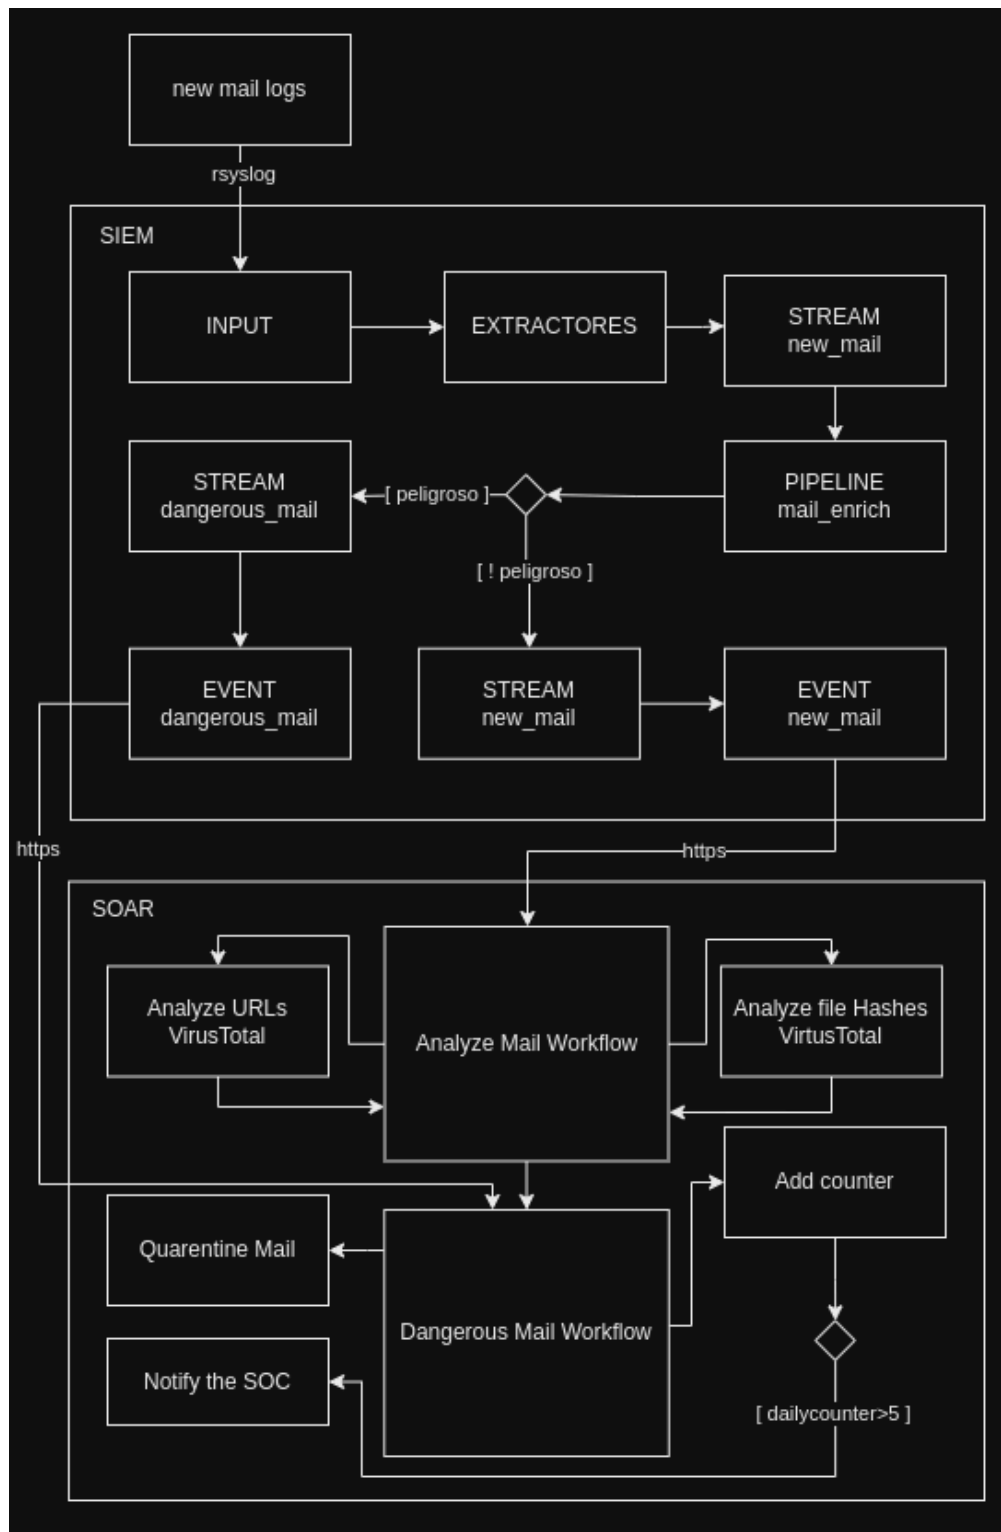 new mail logs
rsyslog
SIEM
INPUT
EXTRACTORES
STREAM
new_mail
STREAM
dangerous_mail
[ peligroso ]
PIPELINE
mail_enrich
[ ! peligroso ]
EVENT
dangerous_mail
STREAM
new_mail
EVENT
new_mail
https
https
SOAR
Analyze URLs
VirusTotal
Analyze Mail Workflow
Analyze file Hashes
VirtusTotal
Add counter
Quarentine Mail
Dangerous Mail Workflow
Notify the SOC
[ dailycounter>5 ]